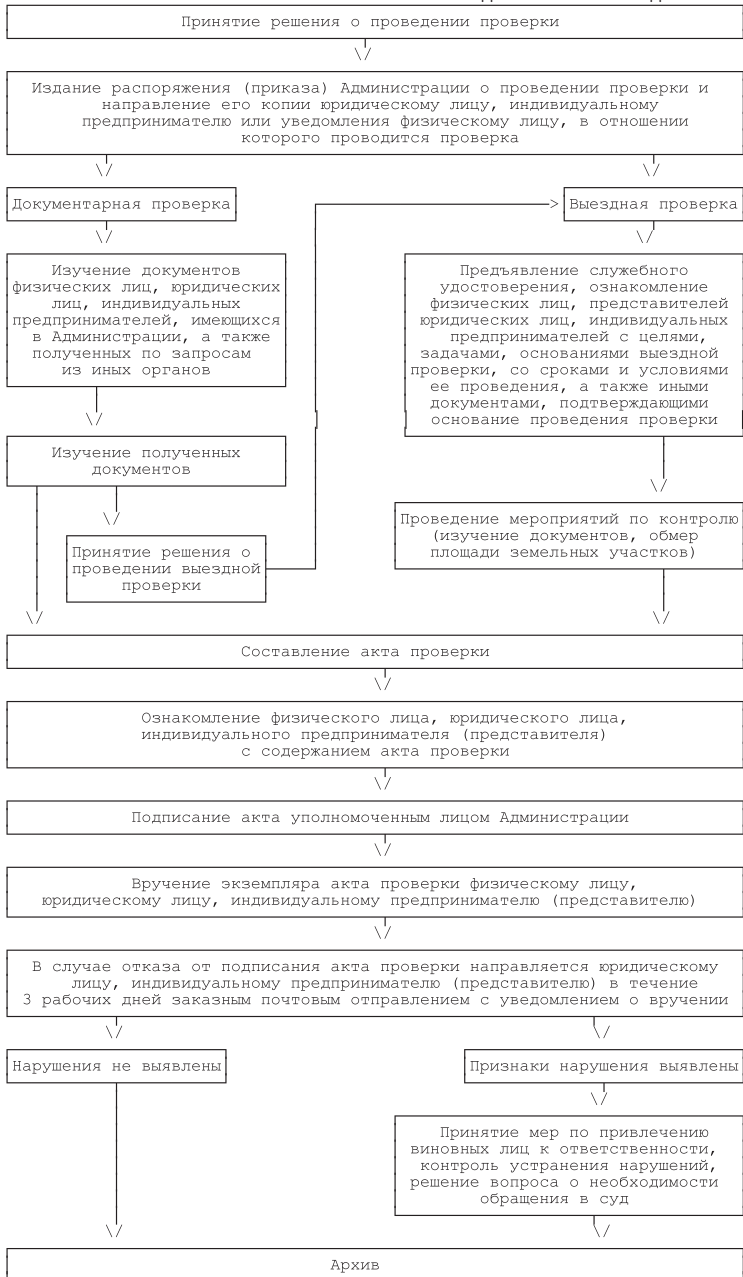 Принятие решения о проведении проверки
\/
Издание распоряжения (приказа) Администрации о проведении проверки и
направление его копии юридическому лицу, индивидуальному
предпринимателю или уведомления физическому лицу, в отношении
которого проводится проверка
\/
\/
Документарная проверка
> Выездная проверка
\/
\/
Изучение документов
физических лиц, юридических
лиц, индивидуальных
предпринимателей, имеющихся
в Администрации, а также
полученных по запросам
из иных органов
Предъявление служебного
удостоверения, ознакомление
физических лиц, представителей
юридических лиц, индивидуальных
предпринимателей с целями,
задачами, основаниями выездной
проверки, со сроками и условиями
ее проведения, а также иными
документами, подтверждающими
основание проведения проверки
\/
Изучение полученных
документов
\/
\/
Принятие решения о
проведении выездной
проверки
Проведение мероприятий по контролю
(изучение документов, обмер
площади земельных участков)
\/
\/
Составление акта проверки
\/
Ознакомление физического лица, юридического лица,
индивидуального предпринимателя (представителя)
с содержанием акта проверки
\/
Подписание акта уполномоченным лицом Администрации
\/
Вручение экземпляра акта проверки физическому лицу,
юридическому лицу, индивидуальному предпринимателю (представителю)
\/
В случае отказа от подписания акта проверки направляется юридическому
лицу, индивидуальному предпринимателю (представителю) в течение
3 рабочих дней заказным почтовым отправлением с уведомлением о вручении
\/
\/
Нарушения не выявлены
Признаки нарушения выявлены
\/
Принятие мер по привлечению
виновных лиц к ответственности,
контроль устранения нарушений,
решение вопроса о необходимости
обращения в суд
\/
\/
Архив